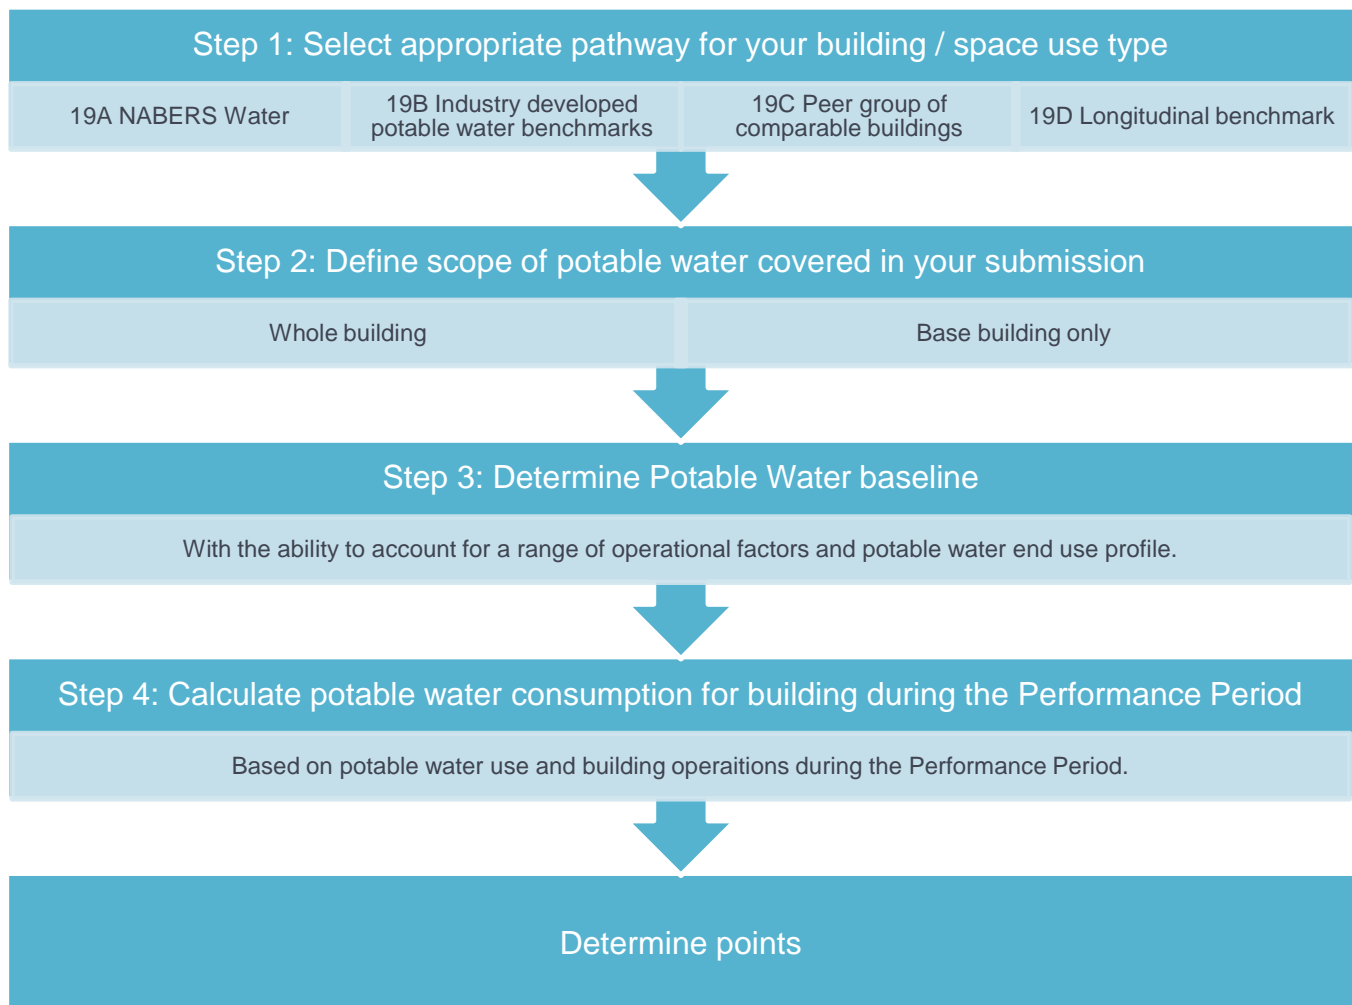 Step 1: Select appropriate pathway for your building / space use type
19A NABERS Water
19B Industry developed
potable water benchmarks
19C Peer group of
comparable buildings
19D Longitudinal benchmark
Step 2: Define scope of potable water covered in your submission
Whole building
Base building only
Step 3: Determine Potable Water baseline
With the ability to account for a range of operational factors and potable water end use profile.
Step 4: Calculate potable water consumption for building during the Performance Period
Based on potable water use and building operaitions during the Performance Period.
Determine points